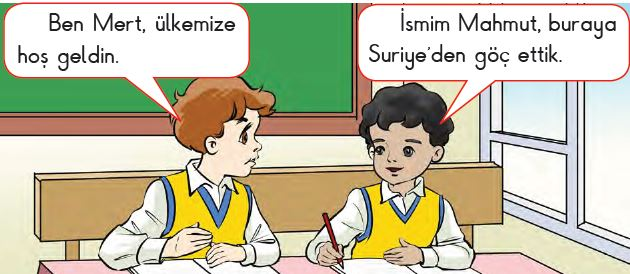 Ben Mert, ülkemize
hoş geldin.
İsmim Mahmut, buraya
Suriye'den göç ettik.